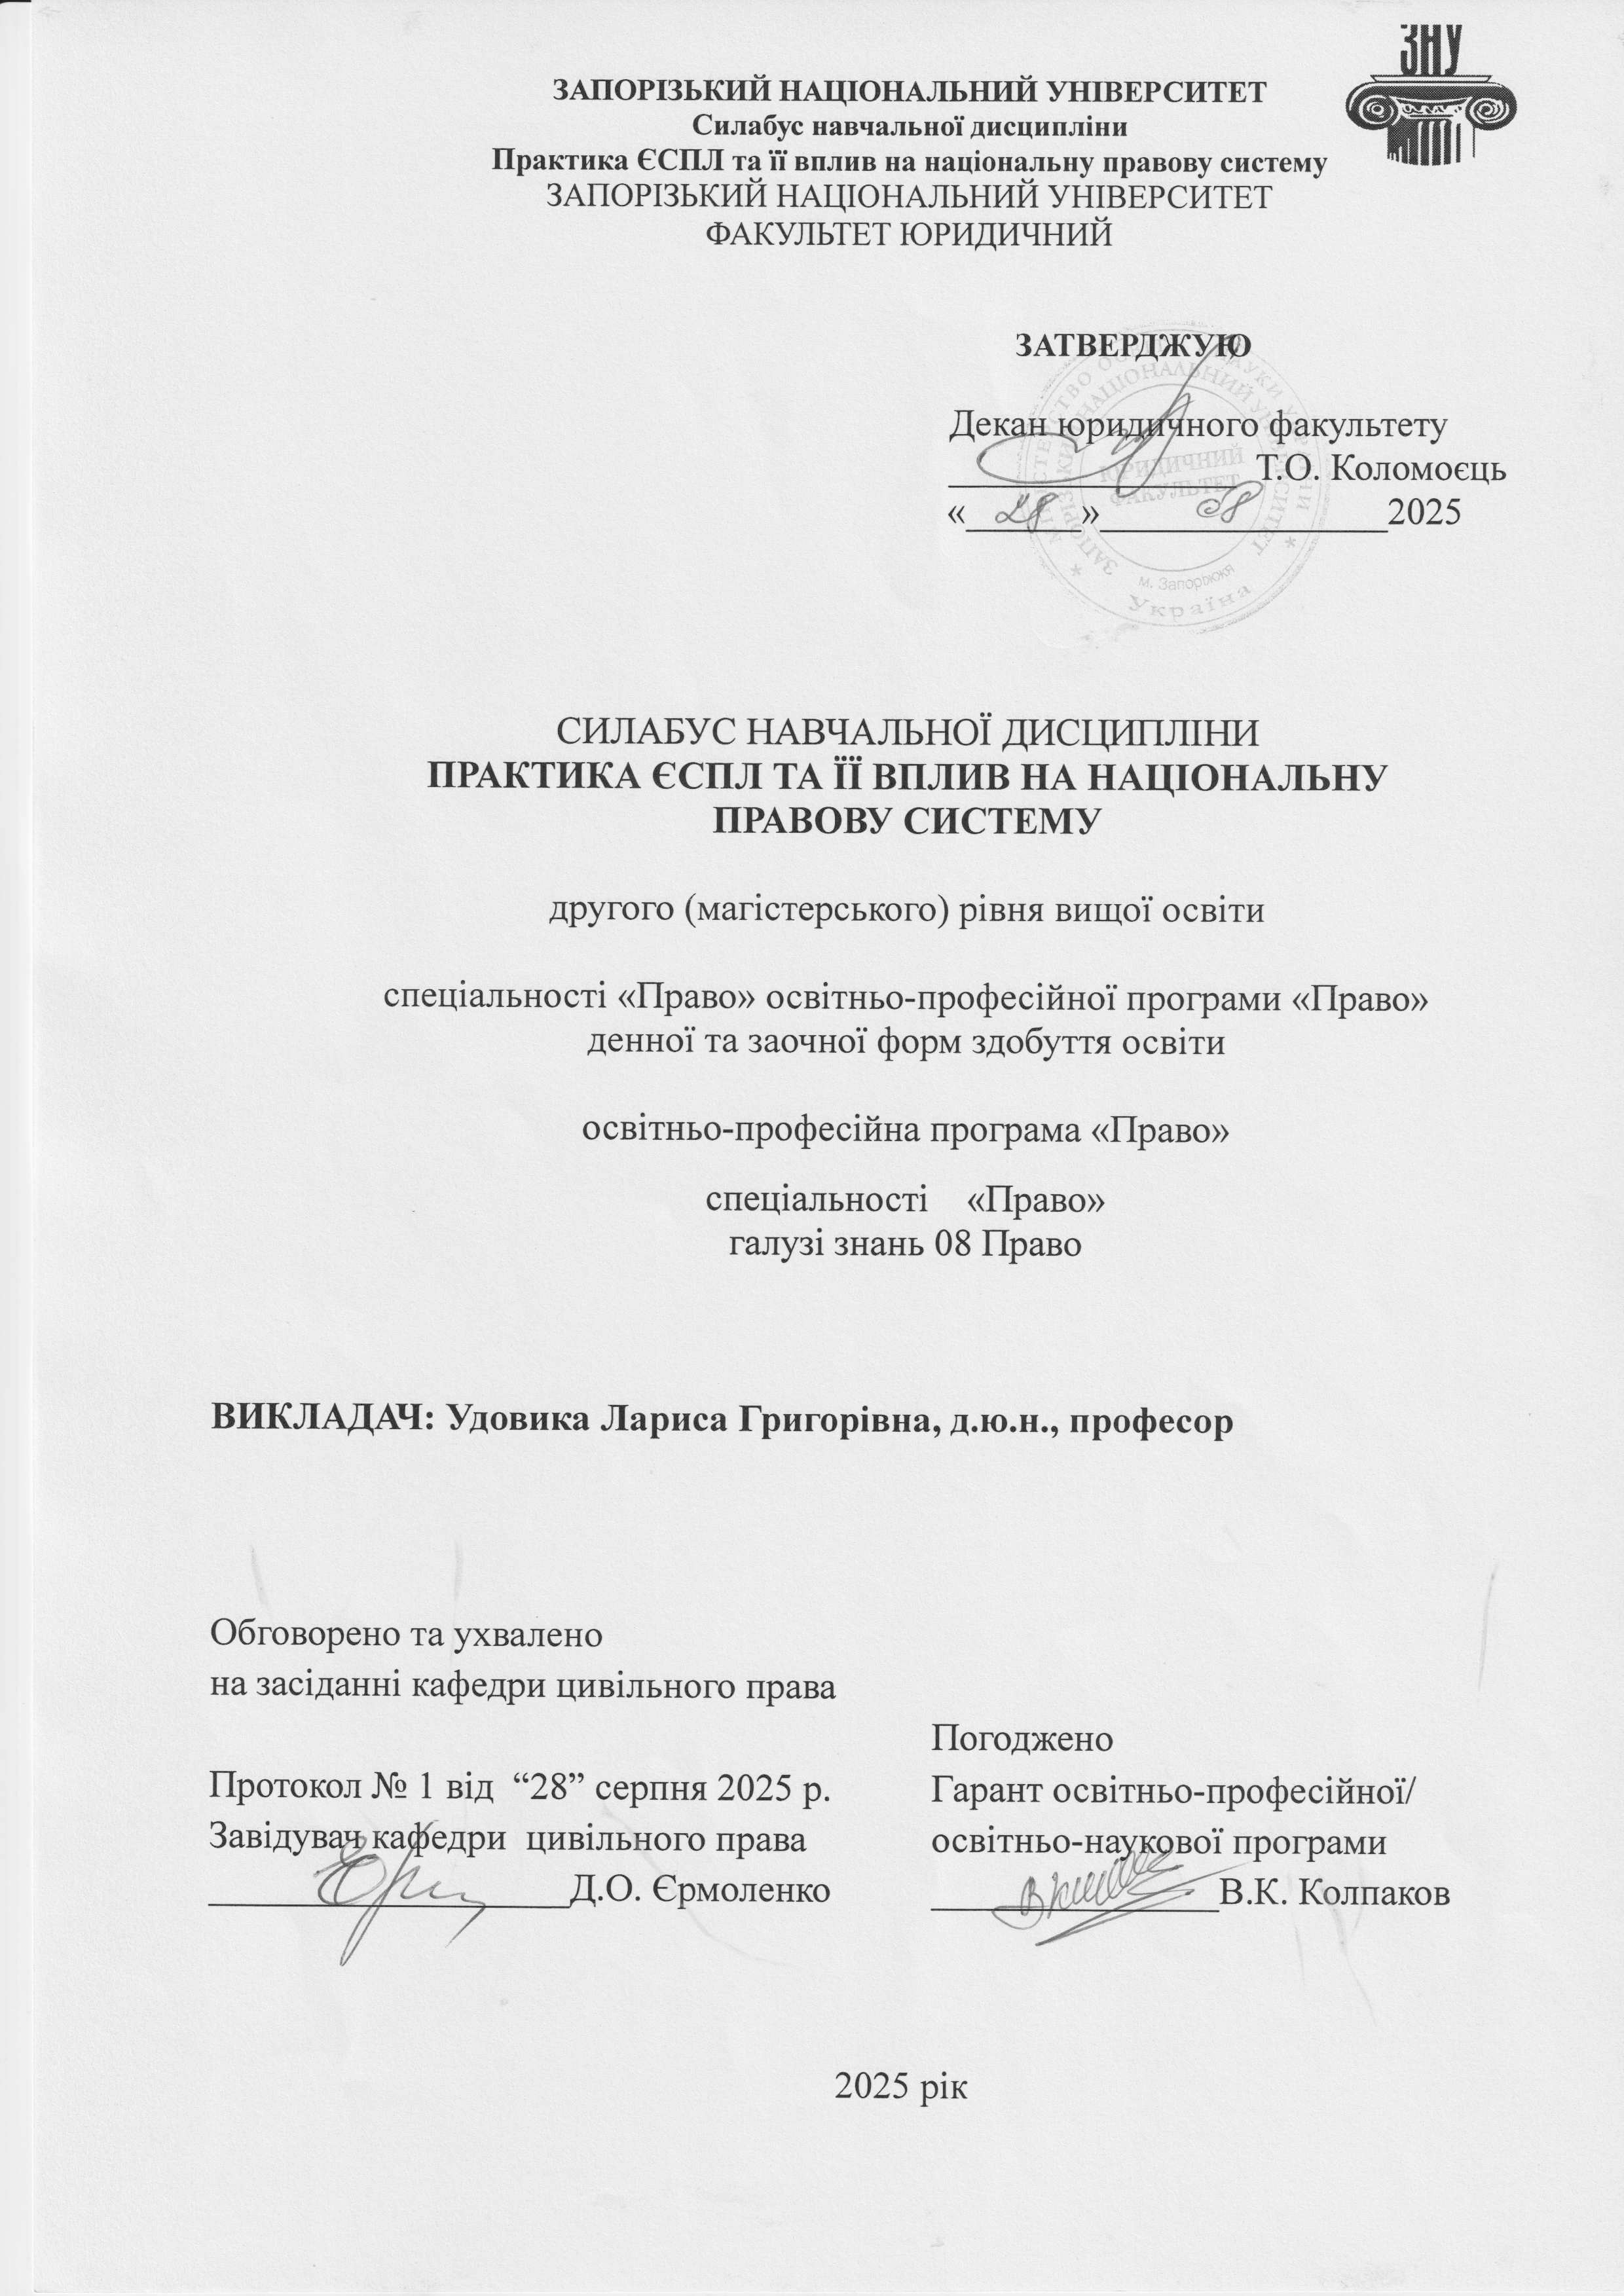 ЗНУ
ЗАПОРІЗЬКИЙ НАЦІОНАЛЬНИЙ УНІВЕРСИТЕТ
Силабус навчальної дисципліни
Практика ЄСПЛ та її вплив на національну правову систему
ЗАПОРІЗЬКИЙ НАЦІОНАЛЬНИЙ УНІВЕРСИТЕТ
ФАКУЛЬТЕТ ЮРИДИЧНИЙ
ЗАТВЕРДЖУЮ
Декан юридичного факультету
Т.О. Коломоєць
«28» 08 2025
ЮРИДИЧНИЙ
ФАКУЛЬТЕТ
м. Запоріжжя
Україна
СИЛАБУС НАВЧАЛЬНОЇ ДИСЦИПЛІНИ
ПРАКТИКА ЄСПЛ ТА ЇЇ ВПЛИВ НА НАЦІОНАЛЬНУ
ПРАВОВУ СИСТЕМУ
другого (магістерського) рівня вищої освіти
спеціальності «Право» освітньо-професійної програми «Право»
денної та заочної форм здобуття освіти
освітньо-професійна програма «Право»
спеціальності «Право»
галузі знань 08 Право
ВИКЛАДАЧ: Удовика Лариса Григорівна, д.ю.н., професор
Обговорено та ухвалено
на засіданні кафедри цивільного права
Протокол № 1 від “28” серпня 2025 р.
Завідувач кафедри цивільного права
Д.О. Єрмоленко
Погоджено
Гарант освітньо-професійної/
освітньо-наукової програми
В.К. Колпаков
2025 рік